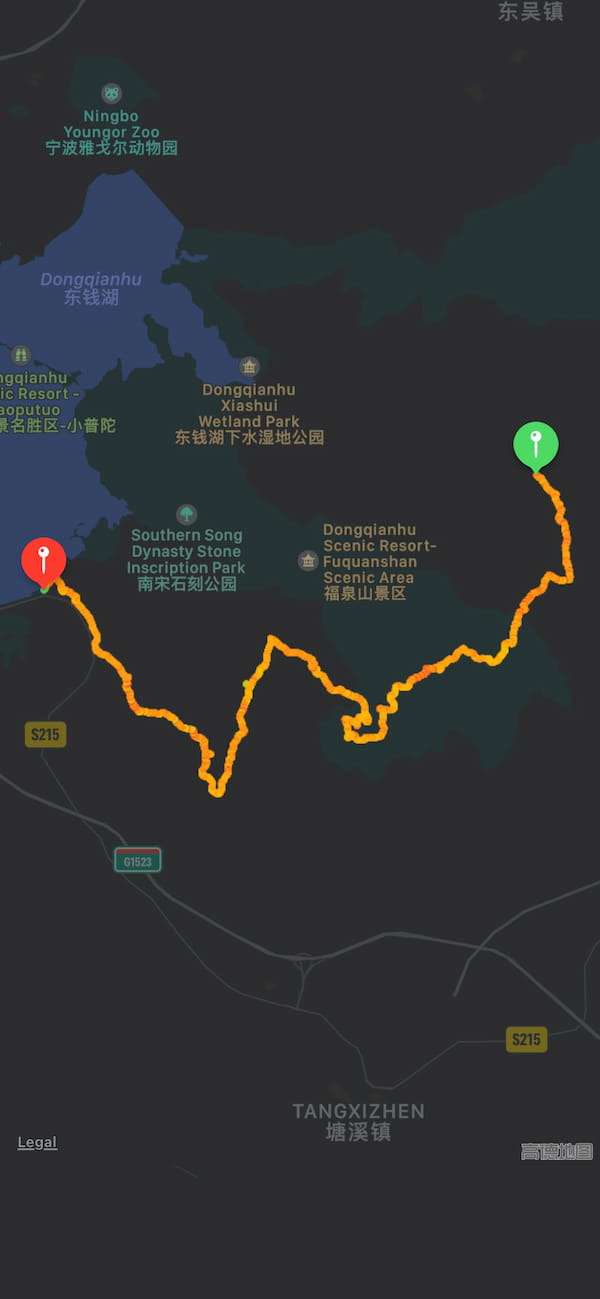 东吴镇
Ningbo
Youngor Zoo
宁波雅戈尔动物园
Dongqianhu
东钱湖
ngqianhu
ic Resort -
aoputuo
景名胜区-小普陀
Dongqianhu
Xiashui
Wetland Park
东钱湖下水湿地公园
Southern Song
Dynasty Stone
Inscription Park
南宋石刻公园
Dongqianhu
Scenic Resort-
Fuquanshan
Scenic Area
福泉山景区
S215
G1523
S215
TANGXIZHEN
塘溪镇
Legal
高德地图